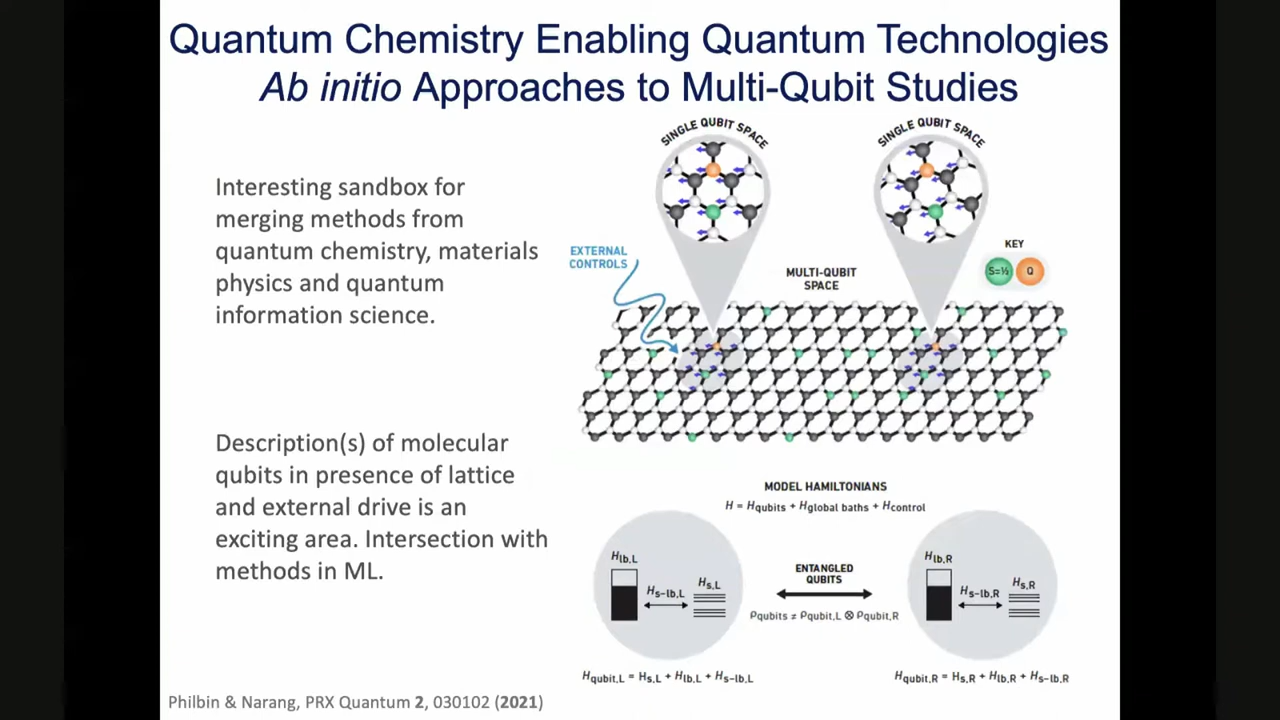 Quantum Chemistry Enabling Quantum Technologies
Ab initio Approaches to Multi-Qubit Studies
Interesting sandbox for
merging methods from
quantum chemistry, materials
physics and quantum
information science.
Description(s) of molecular
qubits in presence of lattice
and external drive is an
exciting area. Intersection with
methods in ML.
SINGLE QUBIT SPACE
SINGLE QUBIT SPACE
EXTERNAL
CONTROLS
MULTI-QUBIT
SPACE
KEY
S=½ Q
MODEL HAMILTONIANS
H = Hqubits + Hglobal baths + Hcontrol
Hlb,L
Hs-lb,L
Hs,L
ENTANGLED
QUBITS
ρqubits ≠ ρqubit,L ⊗ ρqubit,R
Hlb,R
Hs-lb,R
Hs,R
Hqubit,L = Hs,L + Hlb,L + Hs-lb,L
Hqubit,R = Hs,R + Hlb,R + Hs-lb,R
Philbin & Narang, PRX Quantum 2, 030102 (2021)